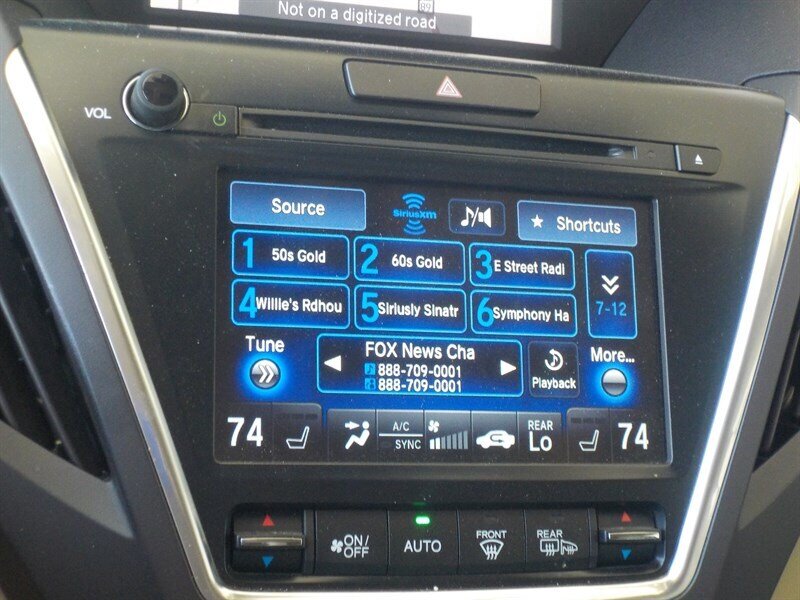 Not on a digitized road
89
VOL
Source
SiriusXM
Shortcuts
1 50s Gold
2 60s Gold
3 E Street Radi
7-12
4 Willie's Rdhou
5 Siriusly Sinatr
6 Symphony Ha
Tune
FOX News Cha
888-709-0001
888-709-0001
Playback
More...
74
A/C
SYNC
REAR
Lo
74
ON/
OFF
AUTO
FRONT
REAR